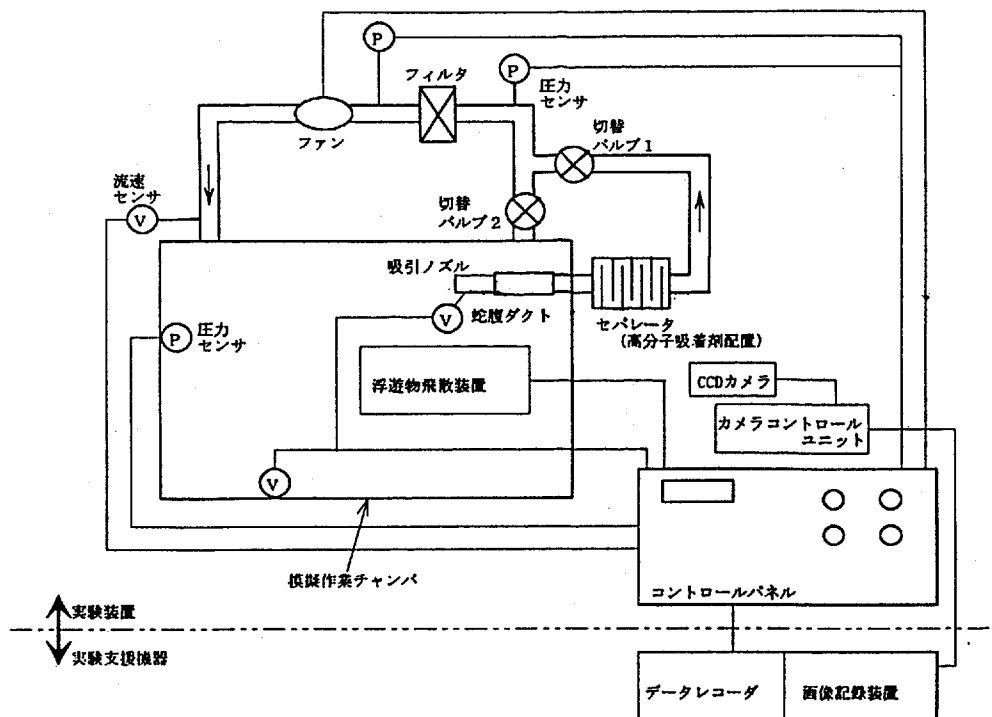 P
フィルタ
P
圧力
センサ
ファン
切替
バルブ1
流速
センサ
V
切替
バルブ2
吸引ノズル
V
蛇腹ダクト
セパレータ
(高分子吸着剤配置)
P
圧力
センサ
浮遊物飛散装置
CCDカメラ
カメラコントロール
ユニット
V
模擬作業チャンバ
コントロールパネル
実験装置
実験支援機器
データレコーダ
画像記録装置